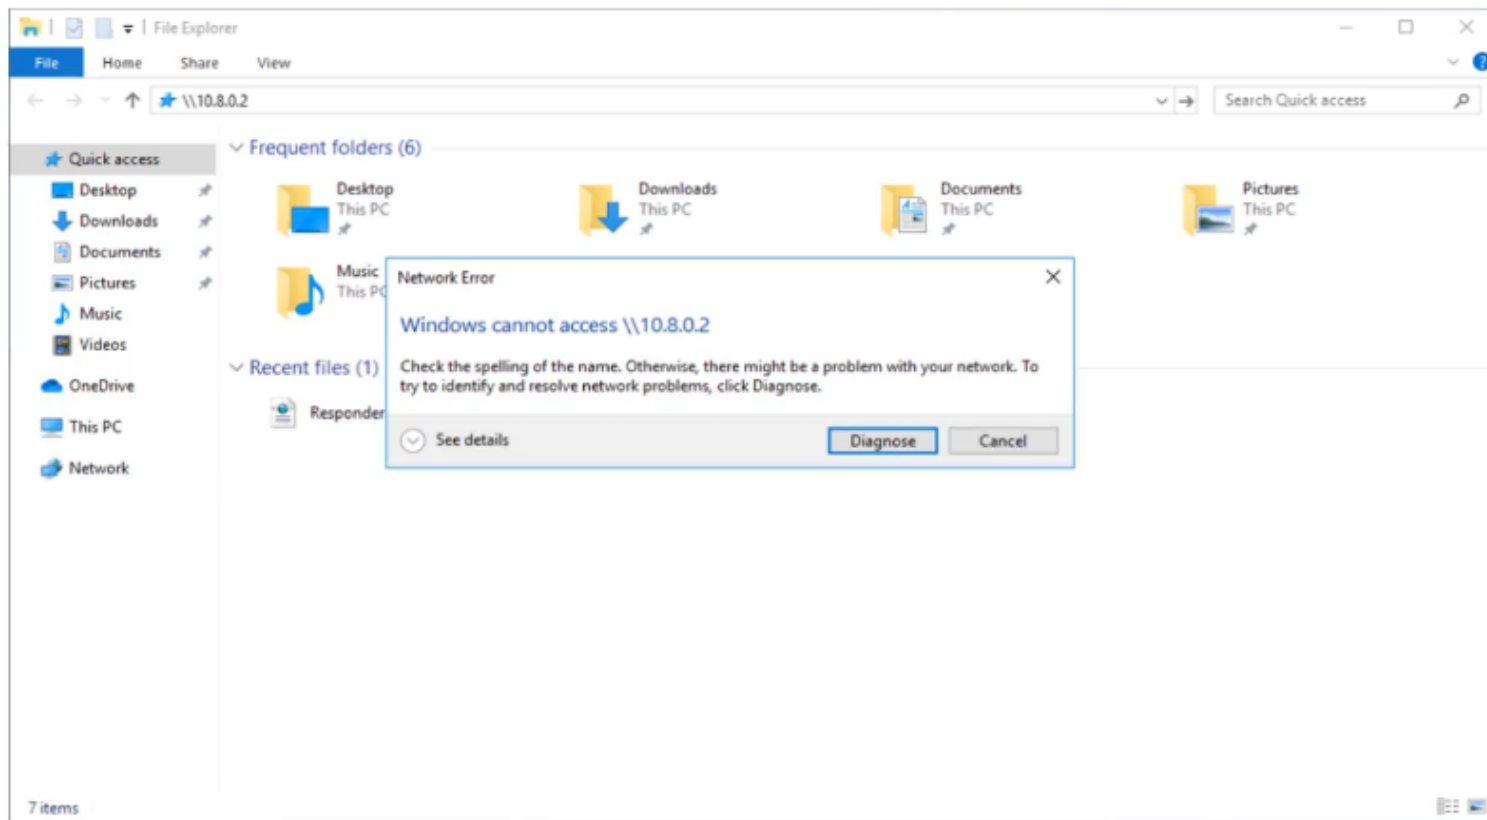 File Explorer
File Home Share View
\\10.8.0.2
Search Quick access
Quick access
Desktop
Downloads
Documents
Pictures
Music
Videos
OneDrive
This PC
Network
Frequent folders (6)
Desktop
This PC
Downloads
This PC
Documents
This PC
Pictures
This PC
Music
This PC
Recent files (1)
Responder
Network Error
Windows cannot access \\10.8.0.2
Check the spelling of the name. Otherwise, there might be a problem with your network. To
try to identify and resolve network problems, click Diagnose.
See details
Diagnose Cancel
7 items